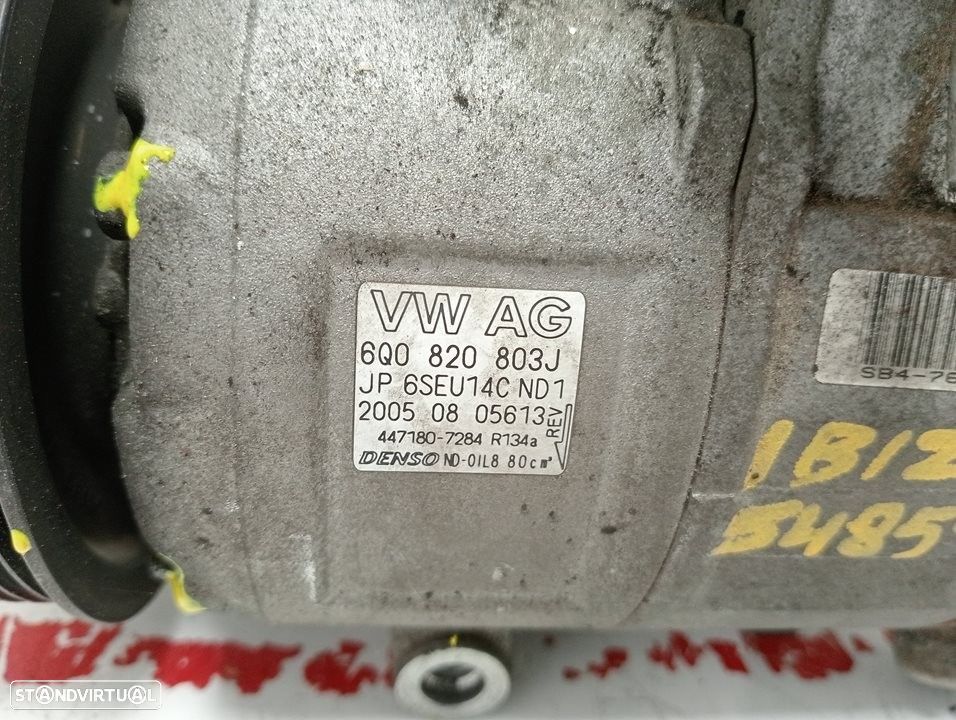 VW AG
6Q0 820 803J
JP 6SEU14C ND1
2005 08 05613
REV
447180-7284 R134a
DENSO ND-OIL8 80cm³
SB4-78
IBIZ
5485
STANDVIRTUAL